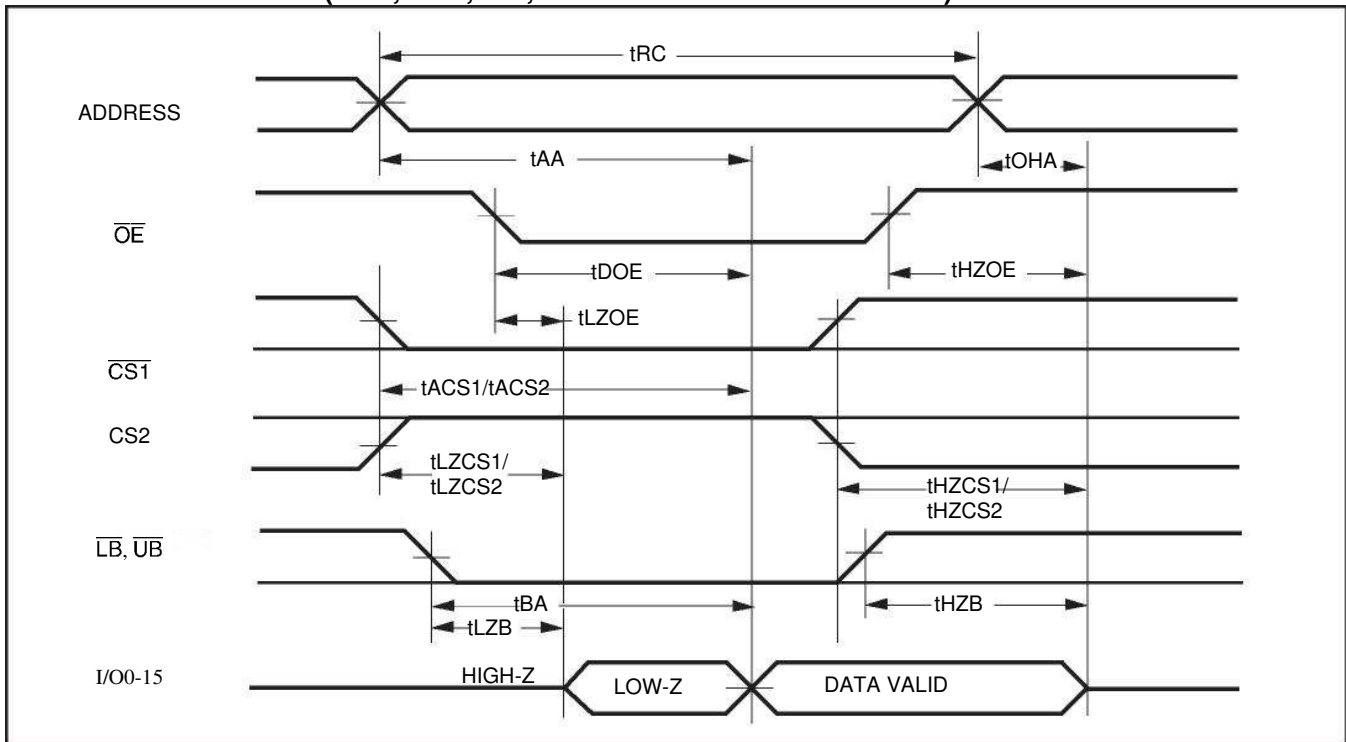 tRC
ADDRESS
tAA
tOHA
OE
tDOE
tHZOE
tLZOE
CS1
tACS1/tACS2
CS2
tLZCS1/
tLZCS2
tHZCS1/
tHZCS2
LB, UB
tBA
tHZB
tLZB
I/O0-15
HIGH-Z
LOW-Z
DATA VALID